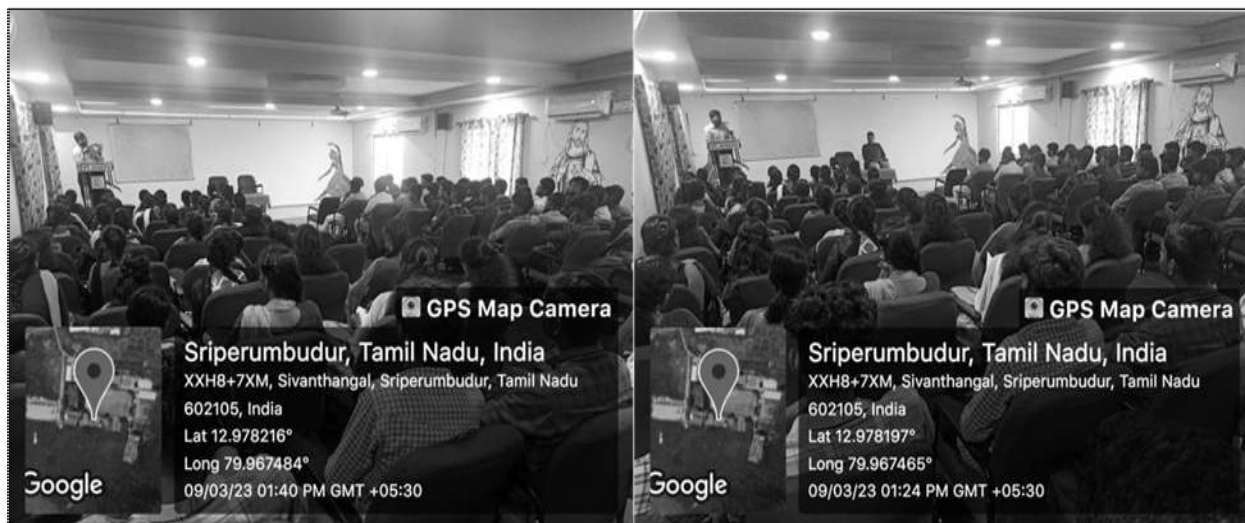 GPS Map Camera
Sriperumbudur, Tamil Nadu, India
XXH8+7XM, Sivanthangal, Sriperumbudur, Tamil Nadu
602105, India
Lat 12.978216°
Long 79.967484°
09/03/23 01:40 PM GMT +05:30
Google
GPS Map Camera
Sriperumbudur, Tamil Nadu, India
XXH8+7XM, Sivanthangal, Sriperumbudur, Tamil Nadu
602105, India
Lat 12.978197°
Long 79.967465°
09/03/23 01:24 PM GMT +05:30
Google